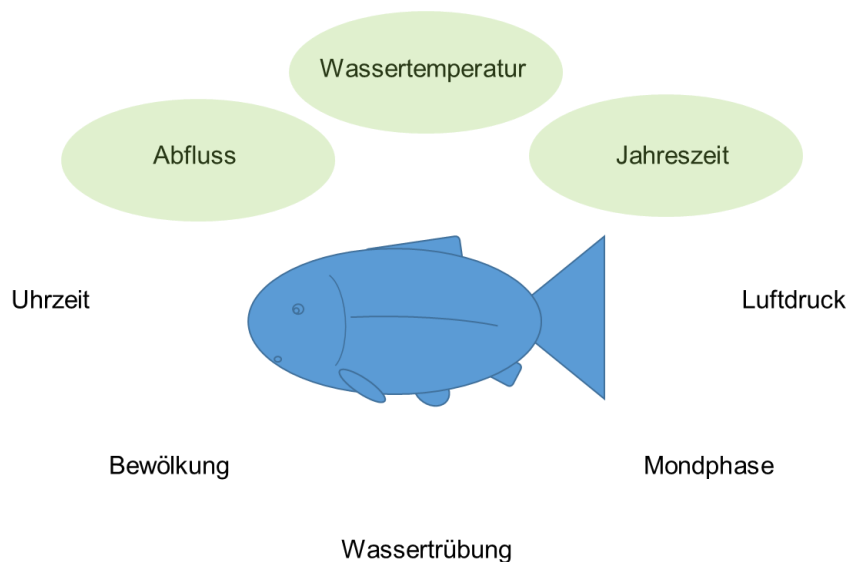 Wassertemperatur
Abfluss
Jahreszeit
Uhrzeit
Luftdruck
Bewölkung
Mondphase
Wassertrübung